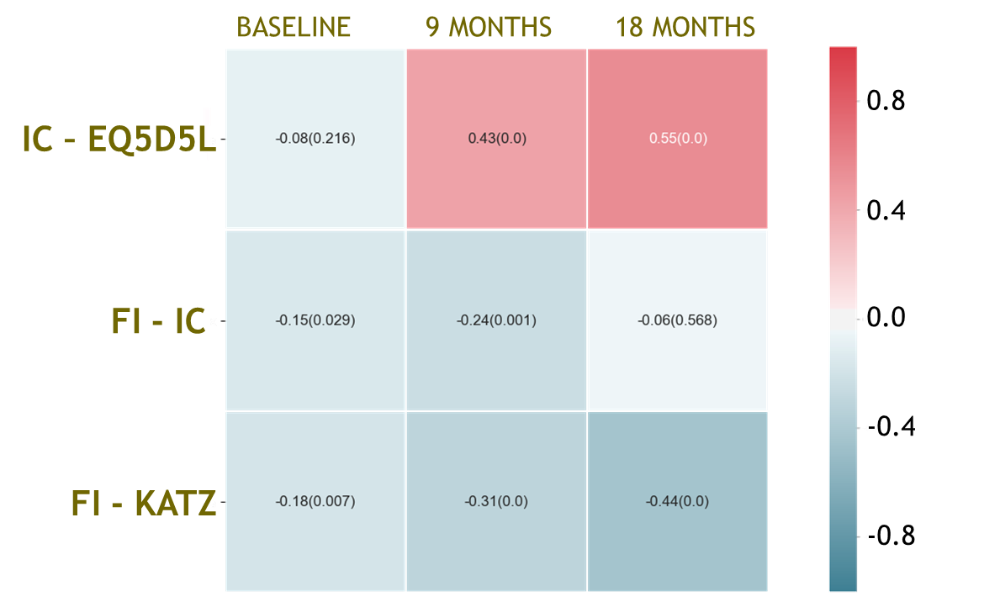 BASELINE 9 MONTHS 18 MONTHS
IC – EQ5D5L -0.08(0.216) 0.43(0.0) 0.55(0.0)
FI - IC -0.15(0.029) -0.24(0.001) -0.06(0.568)
FI - KATZ -0.18(0.007) -0.31(0.0) -0.44(0.0)
0.8
0.4
0.0
-0.4
-0.8